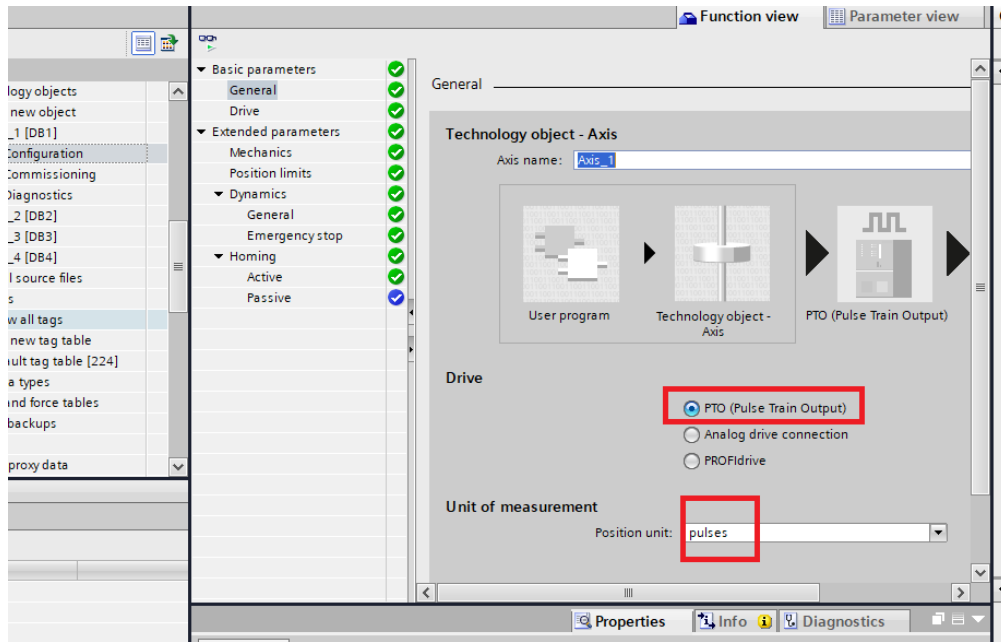 Function view
Parameter view
logy objects
new object
_1 [DB1]
Configuration
Commissioning
Diagnostics
_2 [DB2]
_3 [DB3]
_4 [DB4]
l source files
s
w all tags
new tag table
ault tag table [224]
a types
and force tables
backups
proxy data
Basic parameters
General
Drive
Extended parameters
Mechanics
Position limits
Dynamics
General
Emergency stop
Homing
Active
Passive
General
Technology object - Axis
Axis name: Axis_1
User program
Technology object -
Axis
PTO (Pulse Train Output)
Drive
PTO (Pulse Train Output)
Analog drive connection
PROFIdrive
Unit of measurement
Position unit: pulses
Properties
Info
Diagnostics